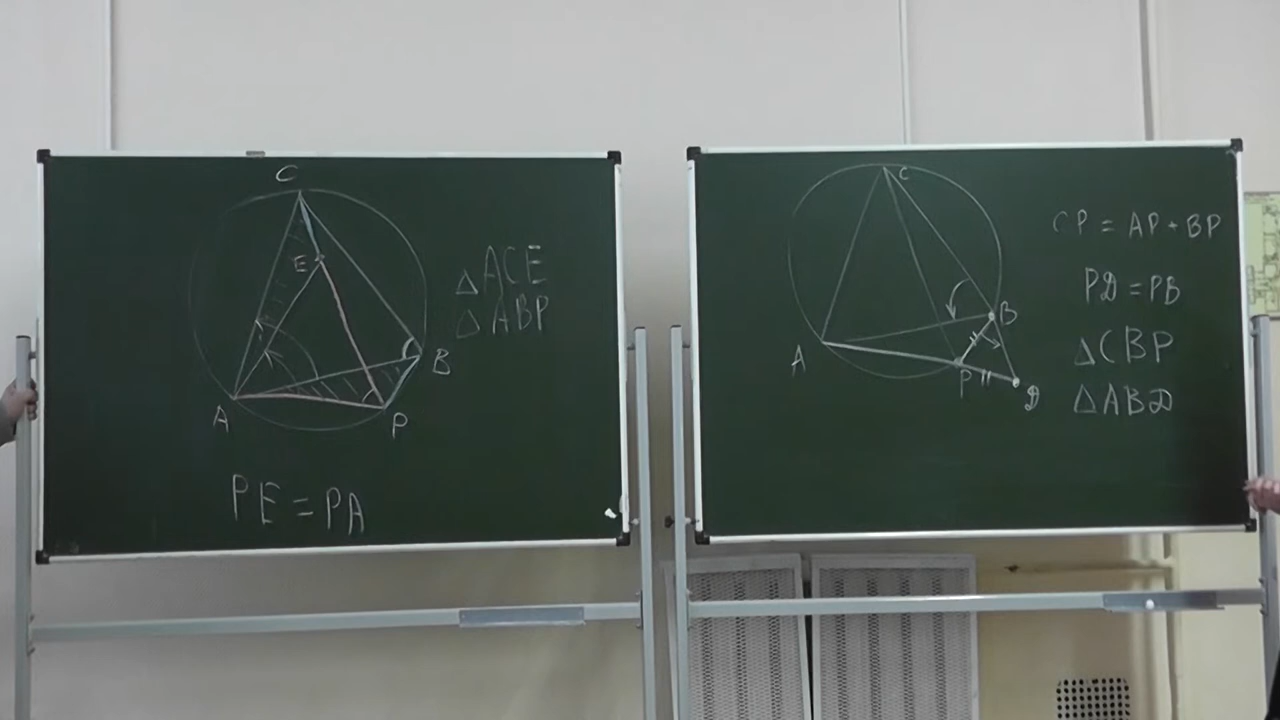 C
E
△ACE
△ABP
B
A
P
PE = PA
C
CP = AP + BP
PD = PB
B
△CBP
A
P
D
△ABD